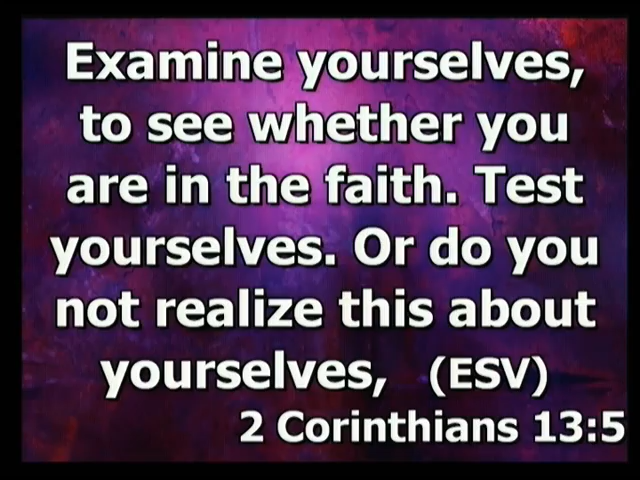 Examine yourselves,
to see whether you
are in the faith. Test
yourselves. Or do you
not realize this about
yourselves, (ESV)
2 Corinthians 13:5